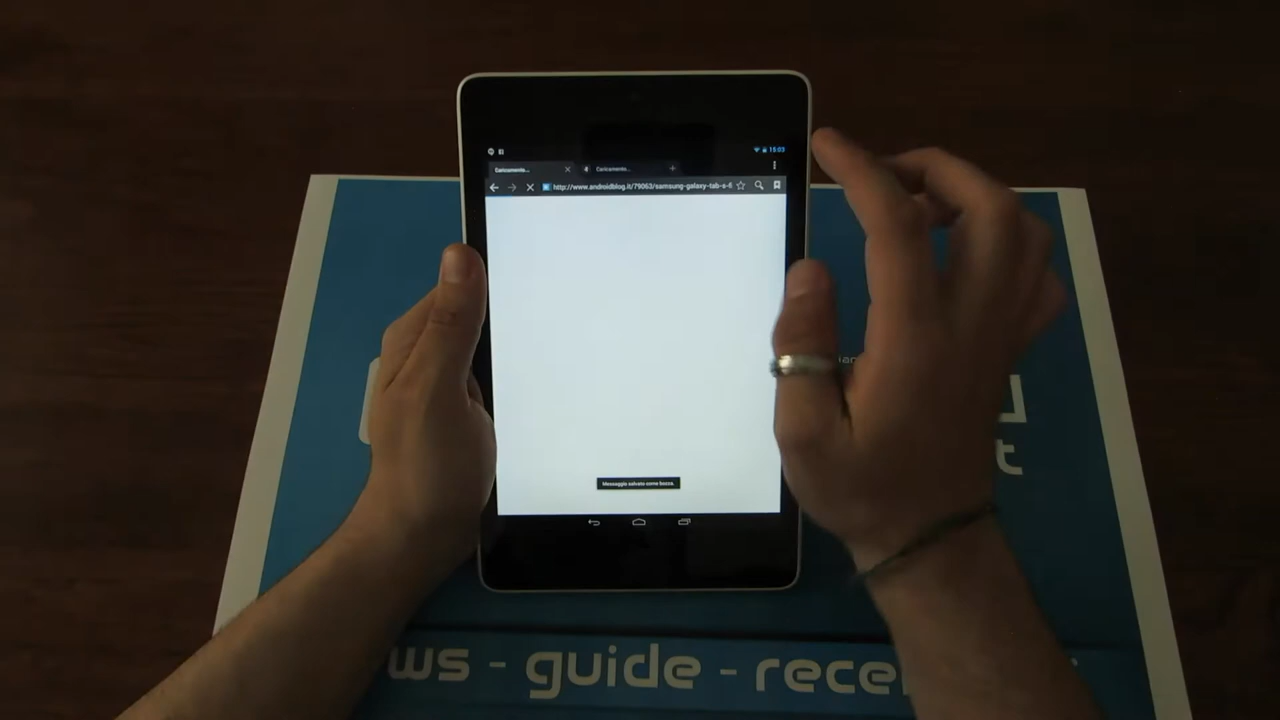 15:03
Caricamento... Caricamento...
http://www.androidblog.it/79063/samsung-galaxy-tab-s-8
Messaggio salvato come bozza.
t
ws - guide - rece